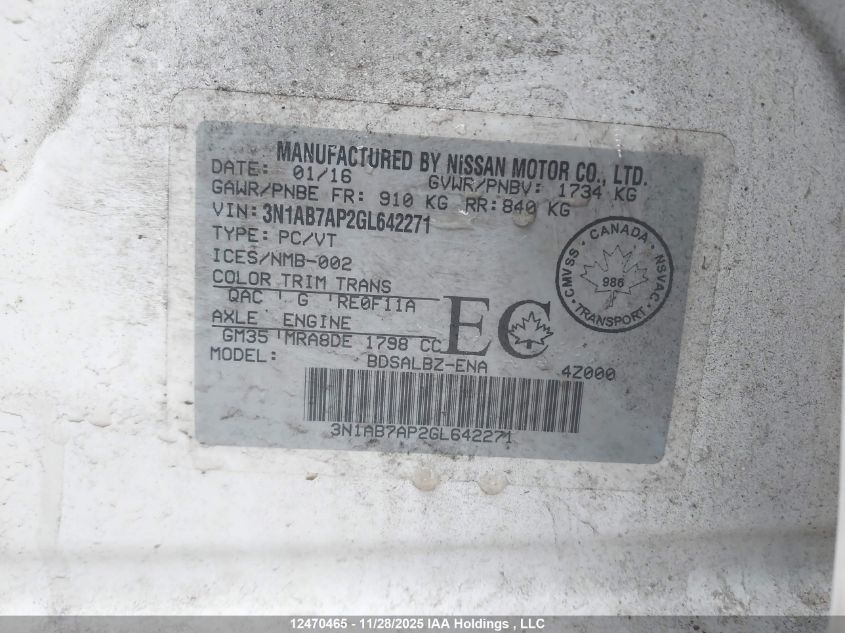 MANUFACTURED BY NISSAN MOTOR CO., LTD.
DATE: 01/16 GVWR/PNBV: 1734 KG
GAWR/PNBE FR: 910 KG RR:840 KG
VIN: 3N1AB7AP2GL642271
TYPE: PC/VT
ICES/NMB-002
COLOR TRIM TRANS
QAC G RE0F11A
AXLE ENGINE
GM35 MRA8DE 1798 CC
EC
MODEL: BDSALBZ-ENA 4Z000
3N1AB7AP2GL642271
CANADA
CMVSS · NSVAC
986
TRANSPORT
12470465 - 11/28/2025 IAA Holdings , LLC